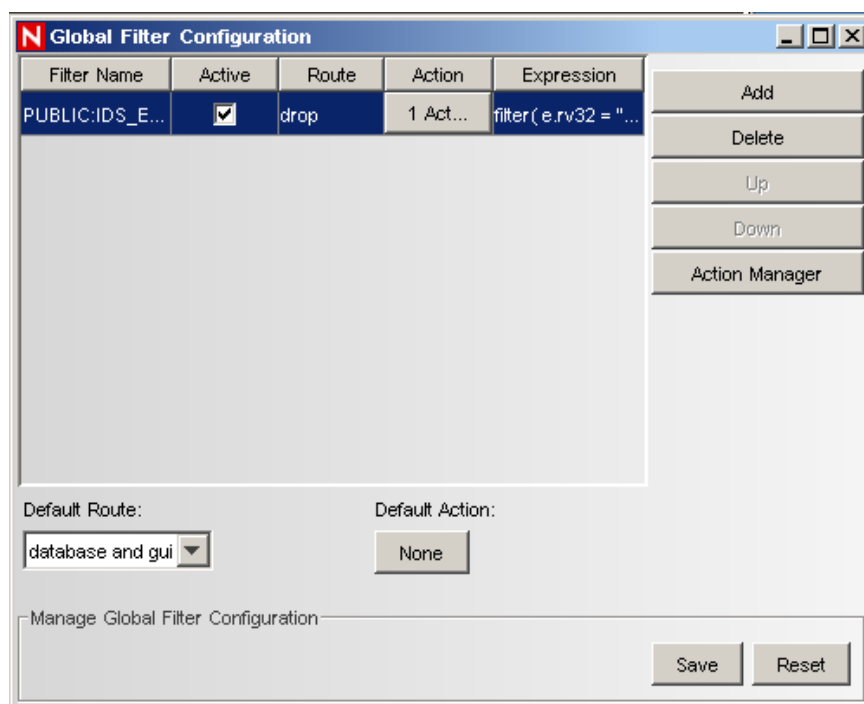 N Global Filter Configuration
Filter Name Active Route Action Expression
PUBLIC:IDS_E... drop 1 Act... filter( e.rv32 = "...
Add
Delete
Up
Down
Action Manager
Default Route: Default Action:
database and gui None
Manage Global Filter Configuration
Save Reset